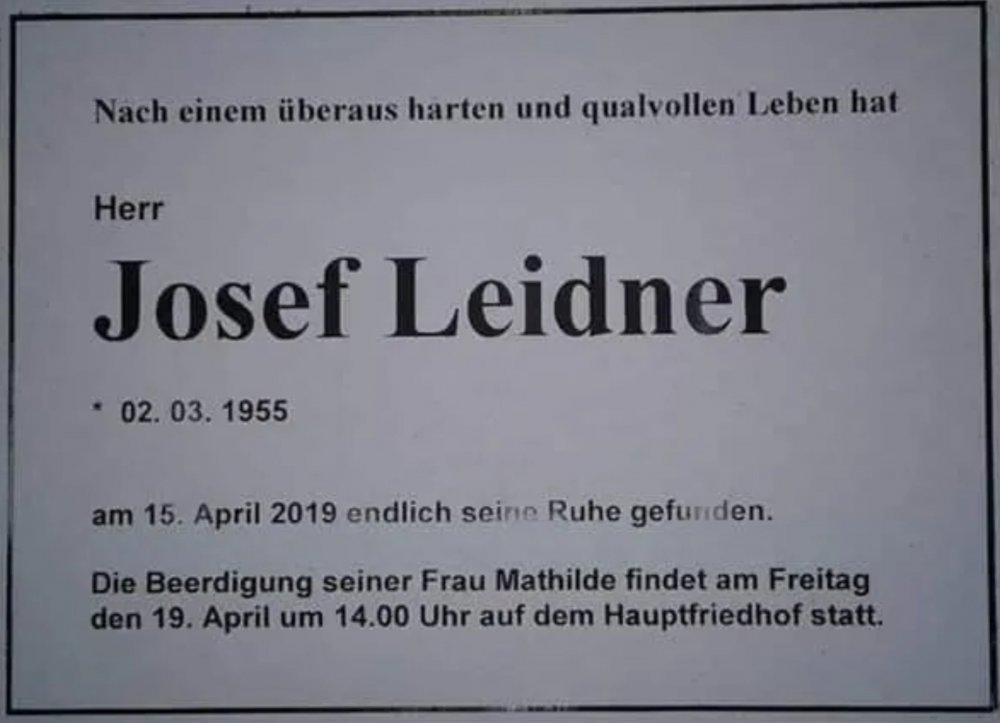 Nach einem überaus harten und qualvollen Leben hat
Herr
Josef Leidner
* 02. 03. 1955
am 15. April 2019 endlich seine Ruhe gefunden.
Die Beerdigung seiner Frau Mathilde findet am Freitag
den 19. April um 14.00 Uhr auf dem Hauptfriedhof statt.